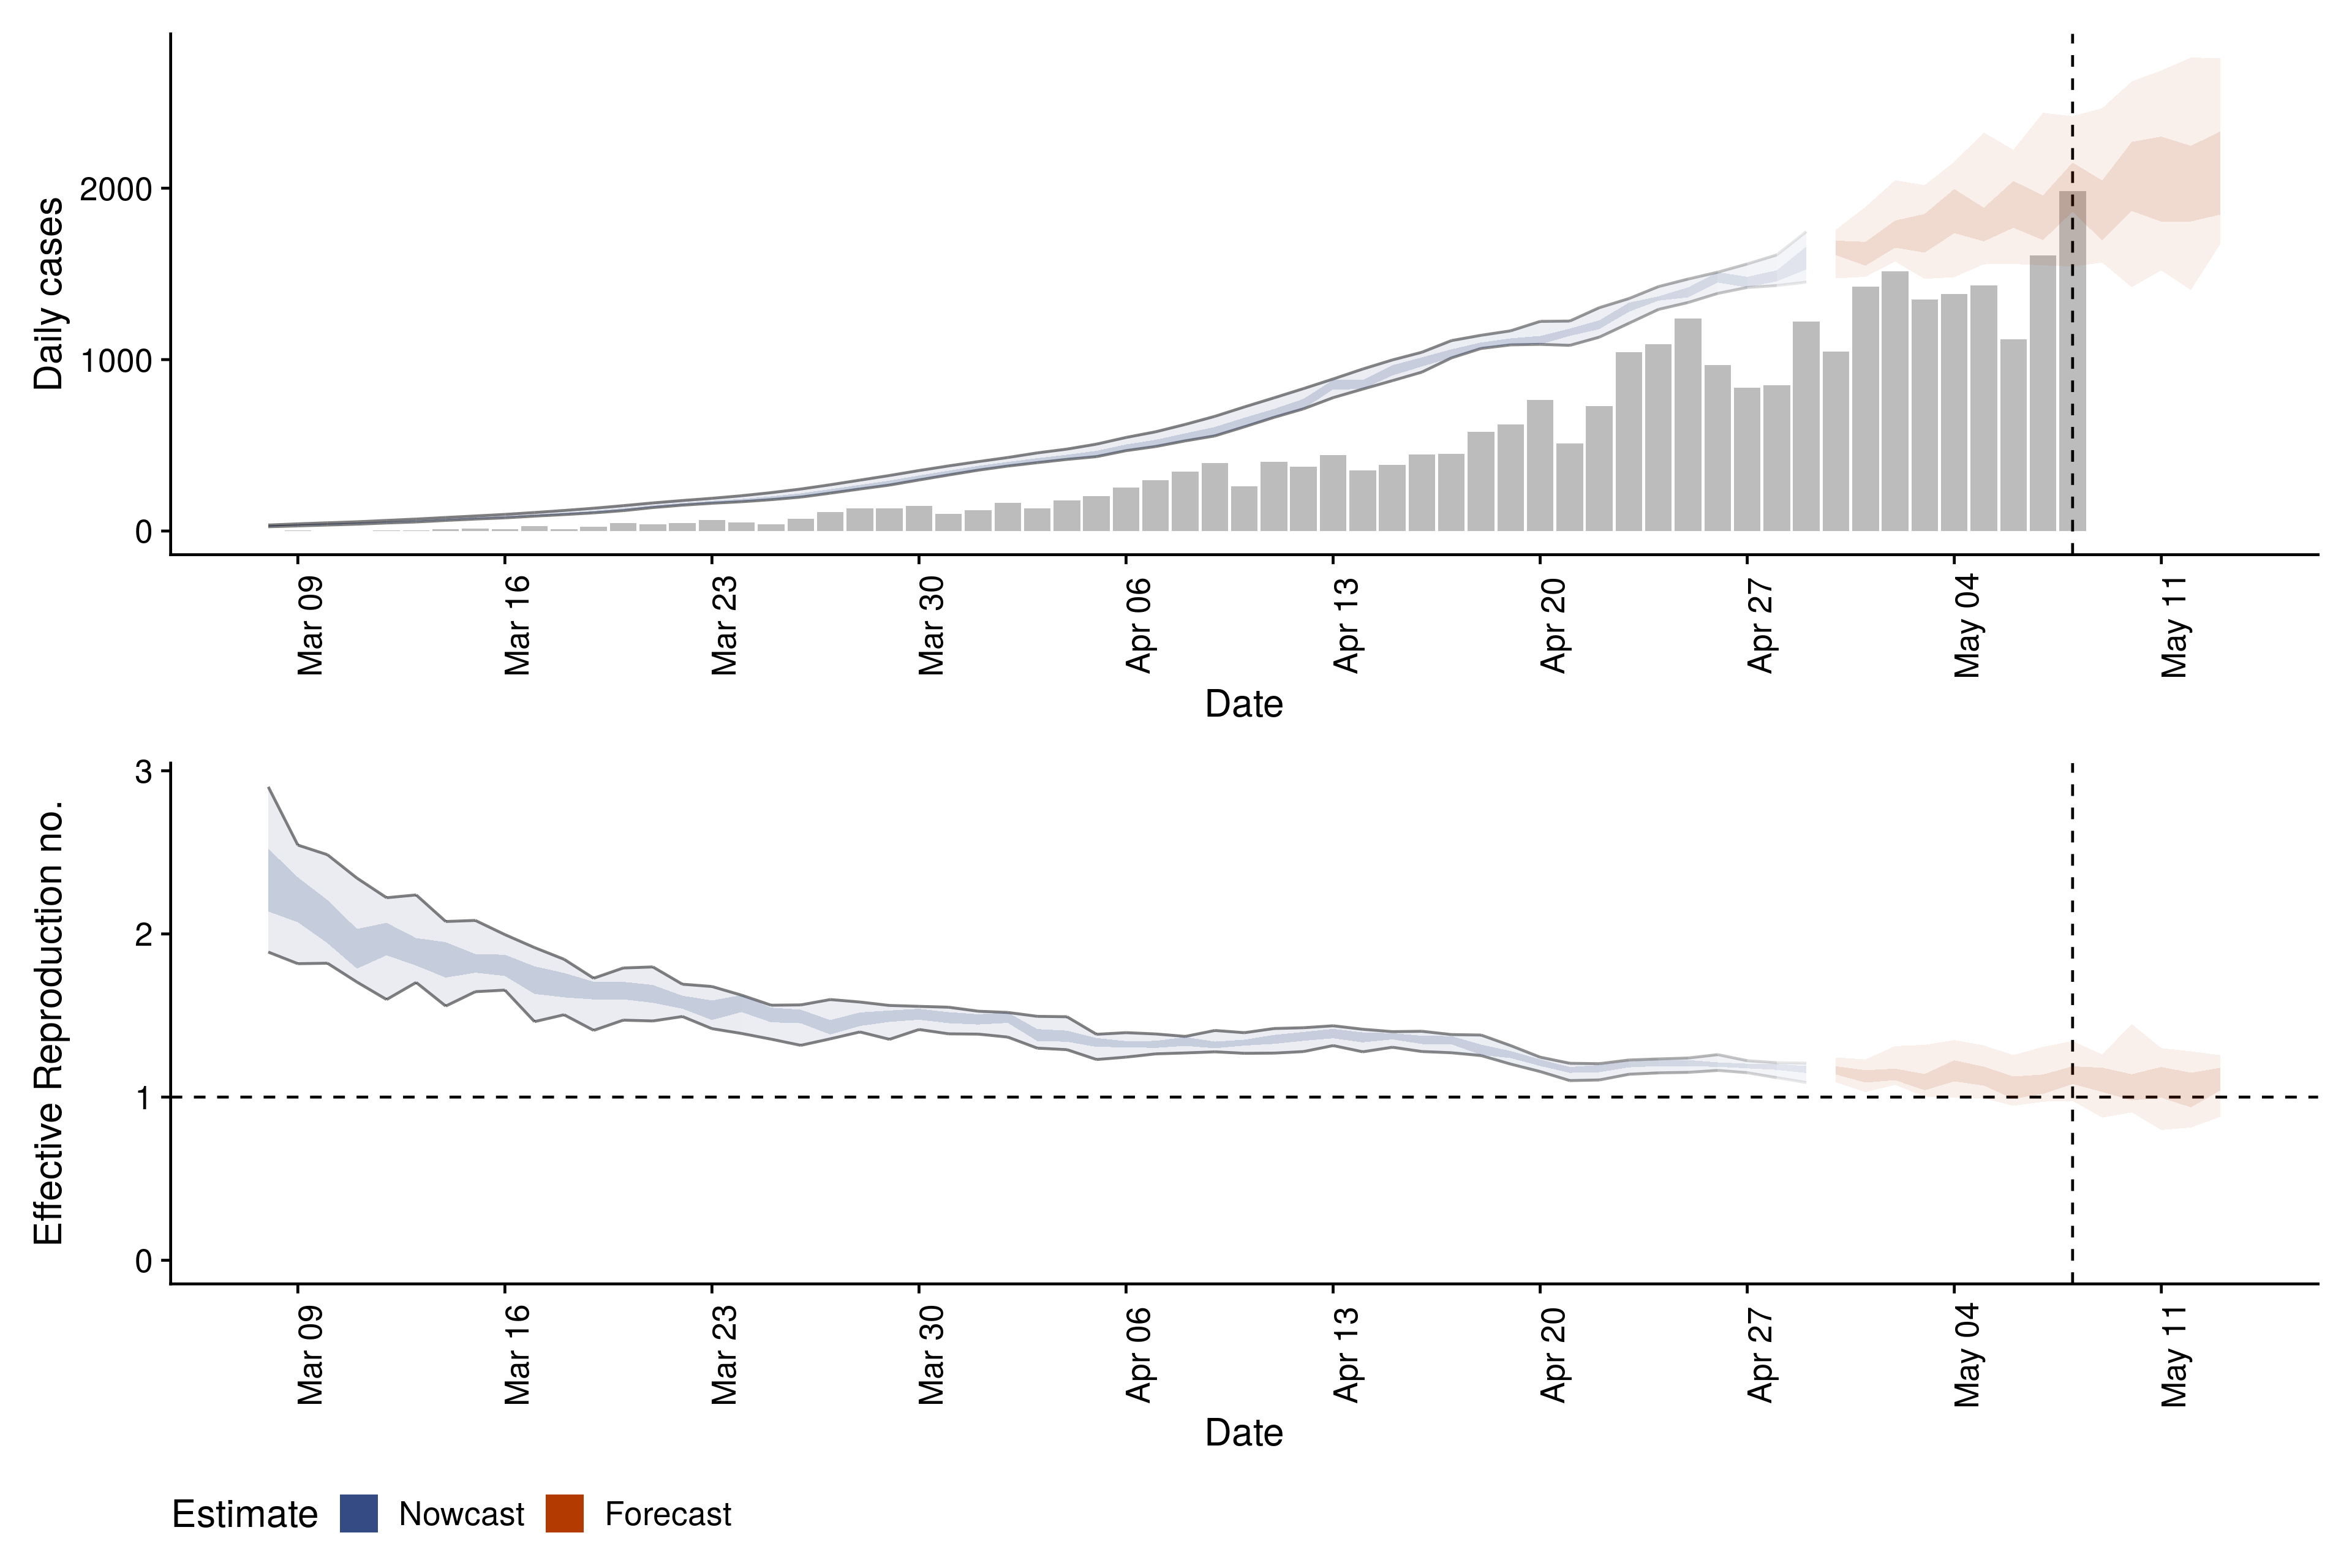 Daily cases
2000
1000
0
Mar 09
Mar 16
Mar 23
Mar 30
Apr 06
Apr 13
Apr 20
Apr 27
May 04
May 11
Date
Effective Reproduction no.
3
2
1
0
Mar 09
Mar 16
Mar 23
Mar 30
Apr 06
Apr 13
Apr 20
Apr 27
May 04
May 11
Date
Estimate Nowcast Forecast